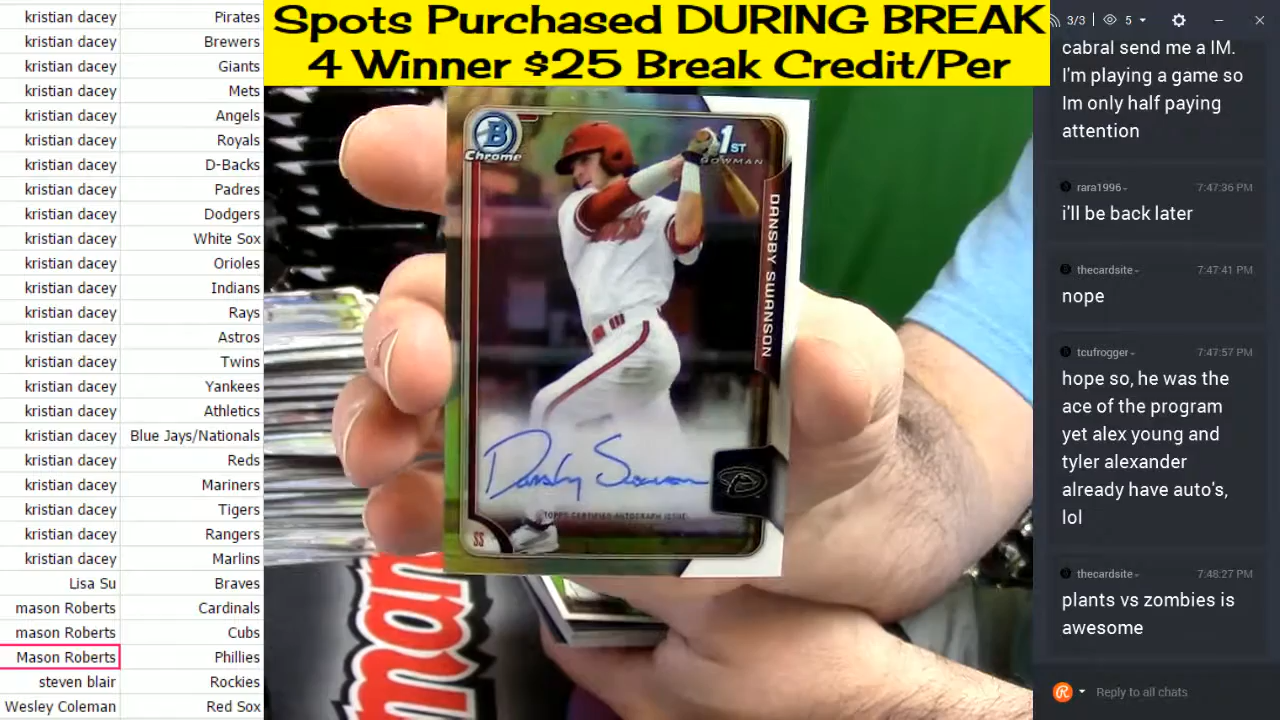 Spots Purchased DURING BREAK
4 Winner $25 Break Credit/Per
kristian dacey Pirates
kristian dacey Brewers
kristian dacey Giants
kristian dacey Mets
kristian dacey Angels
kristian dacey Royals
kristian dacey D-Backs
kristian dacey Padres
kristian dacey Dodgers
kristian dacey White Sox
kristian dacey Orioles
kristian dacey Indians
kristian dacey Rays
kristian dacey Astros
kristian dacey Twins
kristian dacey Yankees
kristian dacey Athletics
kristian dacey Blue Jays/Nationals
kristian dacey Reds
kristian dacey Mariners
kristian dacey Tigers
kristian dacey Rangers
kristian dacey Marlins
Lisa Su Braves
mason Roberts Cardinals
mason Roberts Cubs
Mason Roberts Phillies
steven blair Rockies
Wesley Coleman Red Sox
B
Chrome
1ST
BOWMAN
DANSBY SWANSON
Dansby Swanson
TOPPS CERTIFIED AUTOGRAPH ISSUE
SS
man
3/3
5
cabral send me a IM.
I'm playing a game so
Im only half paying
attention
rara1996 7:47:36 PM
i'll be back later
thecardsite 7:47:41 PM
nope
tcufrogger 7:47:57 PM
hope so, he was the
ace of the program
yet alex young and
tyler alexander
already have auto's,
lol
thecardsite 7:48:27 PM
plants vs zombies is
awesome
Reply to all chats